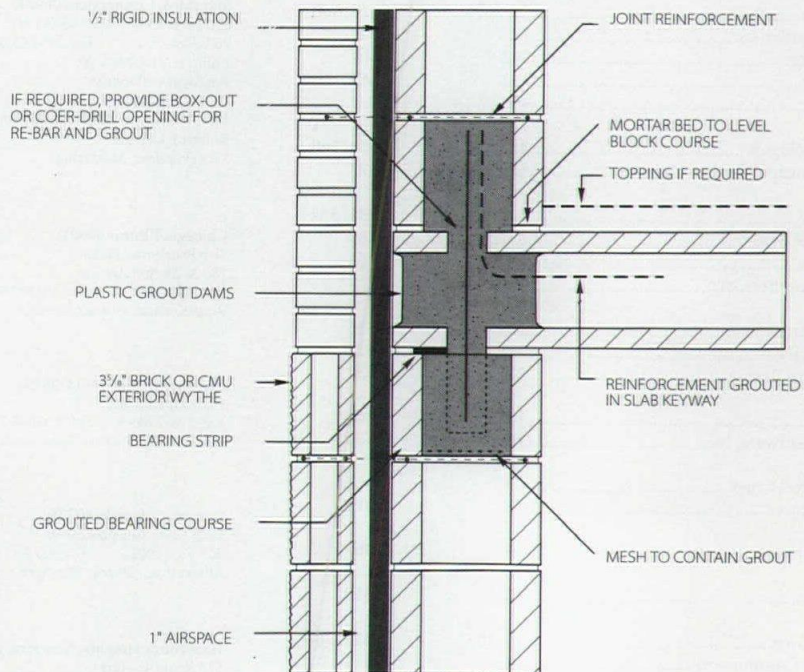 1/2" RIGID INSULATION
JOINT REINFORCEMENT
IF REQUIRED, PROVIDE BOX-OUT
OR COER-DRILL OPENING FOR
RE-BAR AND GROUT
MORTAR BED TO LEVEL
BLOCK COURSE
TOPPING IF REQUIRED
PLASTIC GROUT DAMS
3 5/8" BRICK OR CMU
EXTERIOR WYTHE
REINFORCEMENT GROUTED
IN SLAB KEYWAY
BEARING STRIP
GROUTED BEARING COURSE
MESH TO CONTAIN GROUT
1" AIRSPACE